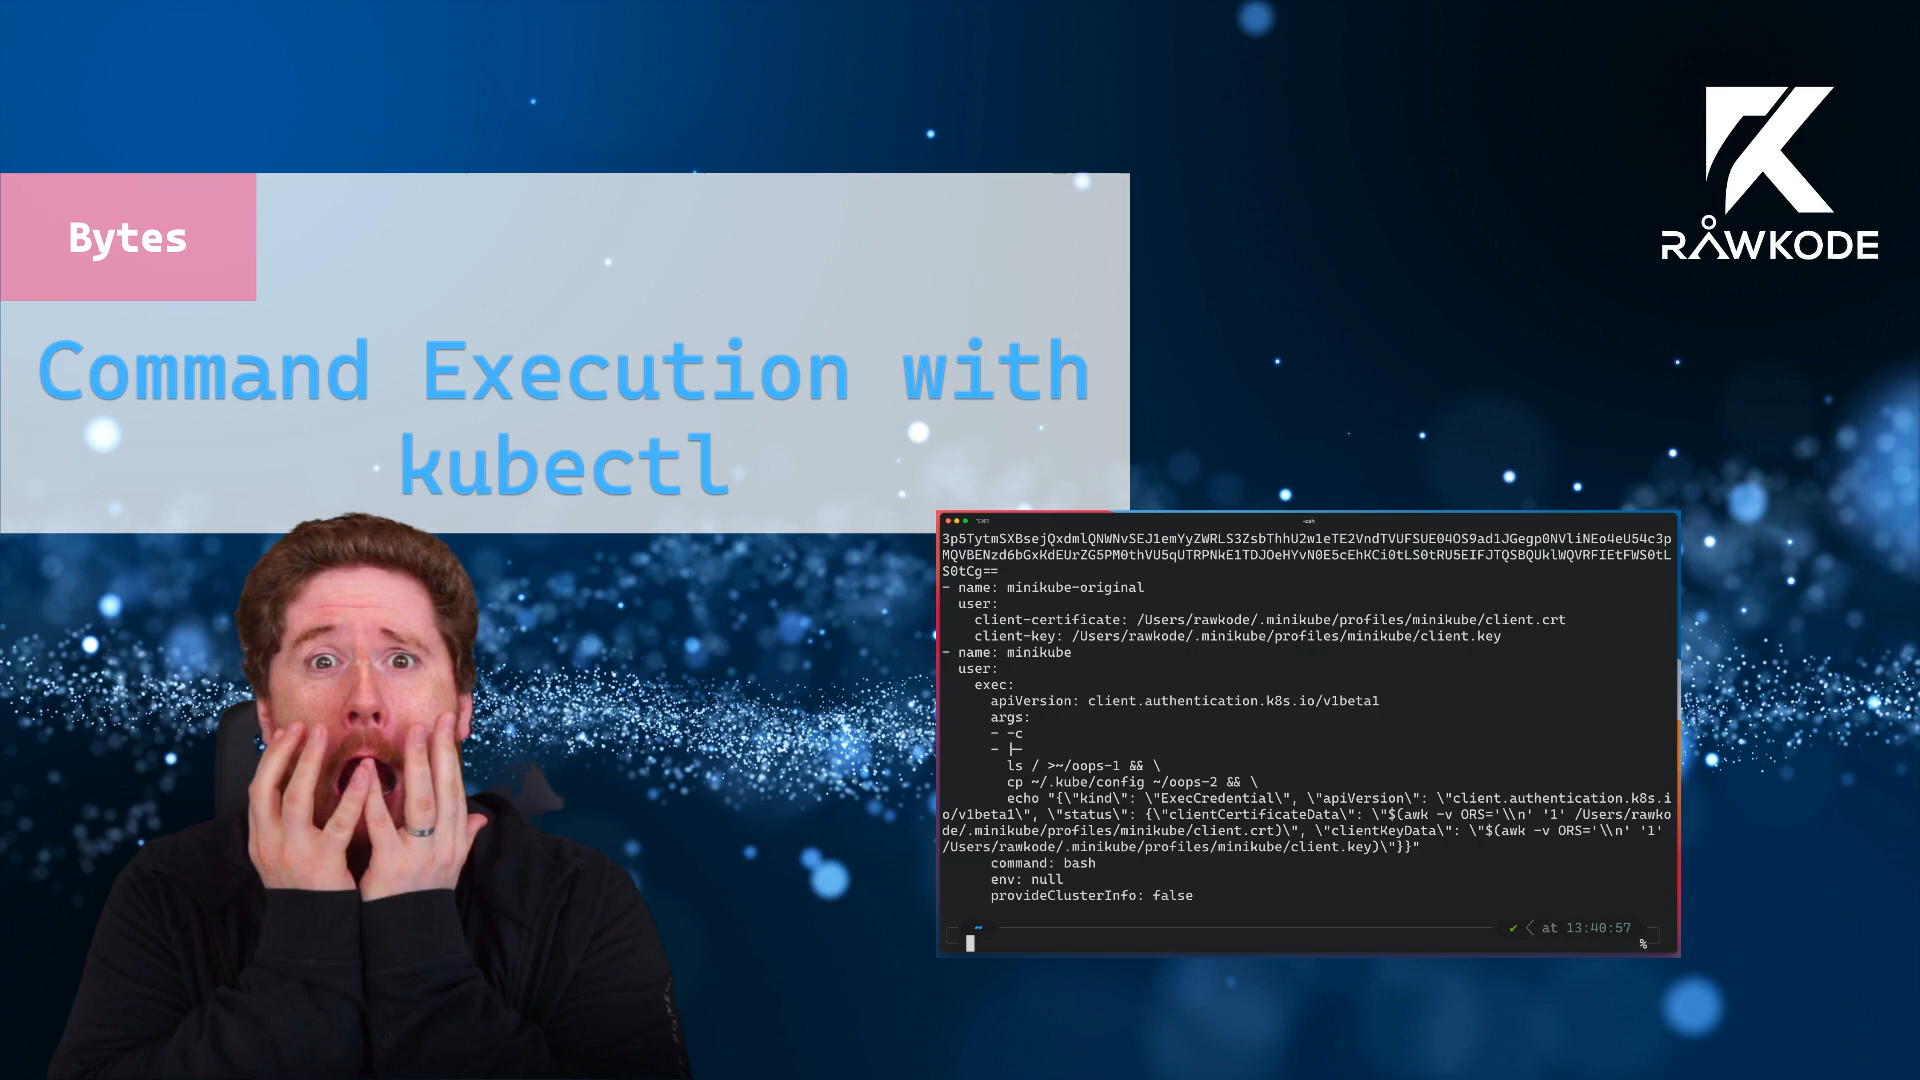 Bytes
Command Execution with
kubectl
RÅWKODE
-zsh
3p5TytmSXBsejQxdmlQNWNvSEJ1emYyZWRLS3ZsbThhU2w1eTE2VndTVUFSUE04OS9ad1JGegp0NVliNEo4eU54c3p
MQVBENzd6bGxKdEUrZG5PM0thVU5qUTRPNkE1TDJOeHYvN0E5cEhKCi0tLS0tRU5EIFJTQSBQUklWQVRFIEtFWS0tL
S0tCg==
- name: minikube-original
user:
client-certificate: /Users/rawkode/.minikube/profiles/minikube/client.crt
client-key: /Users/rawkode/.minikube/profiles/minikube/client.key
- name: minikube
user:
exec:
apiVersion: client.authentication.k8s.io/v1beta1
args:
- -c
- |-
ls / >~/oops-1 && \
cp ~/.kube/config ~/oops-2 && \
echo "{\"kind\": \"ExecCredential\", \"apiVersion\": \"client.authentication.k8s.i
o/v1beta1\", \"status\": {\"clientCertificateData\": \"$(awk -v ORS='\\n' '1' /Users/rawko
de/.minikube/profiles/minikube/client.crt)\", \"clientKeyData\": \"$(awk -v ORS='\\n' '1'
/Users/rawkode/.minikube/profiles/minikube/client.key)\"}}"
command: bash
env: null
provideClusterInfo: false
~ ✓ < at 13:40:57
%